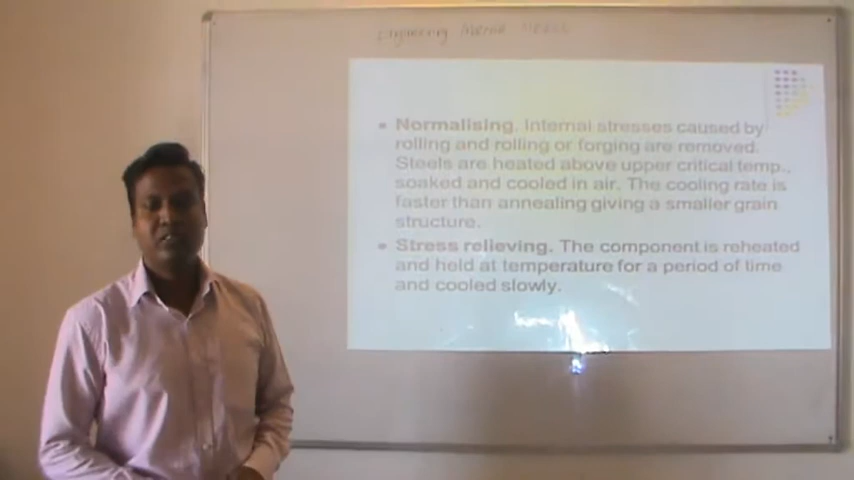 Engineering
• Normalising. Internal stresses caused by
rolling and rolling or forging are removed.
Steels are heated above upper critical temp.,
soaked and cooled in air. The cooling rate is
faster than annealing giving a smaller grain
structure.
• Stress relieving. The component is reheated
and held at temperature for a period of time
and cooled slowly.